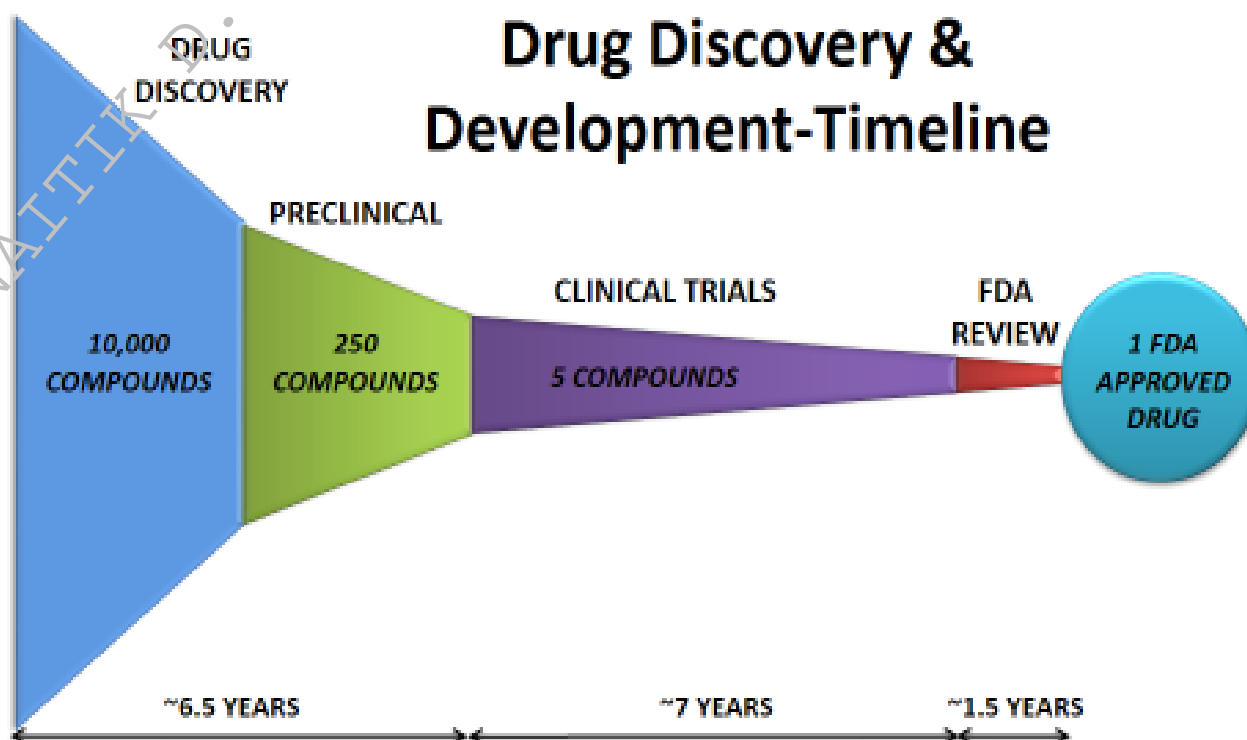 Drug Discovery &
Development-Timeline
DRUG
DISCOVERY
PRECLINICAL
CLINICAL TRIALS
FDA
REVIEW
10,000
COMPOUNDS
250
COMPOUNDS
5 COMPOUNDS
1 FDA
APPROVED
DRUG
~6.5 YEARS
~7 YEARS
~1.5 YEARS